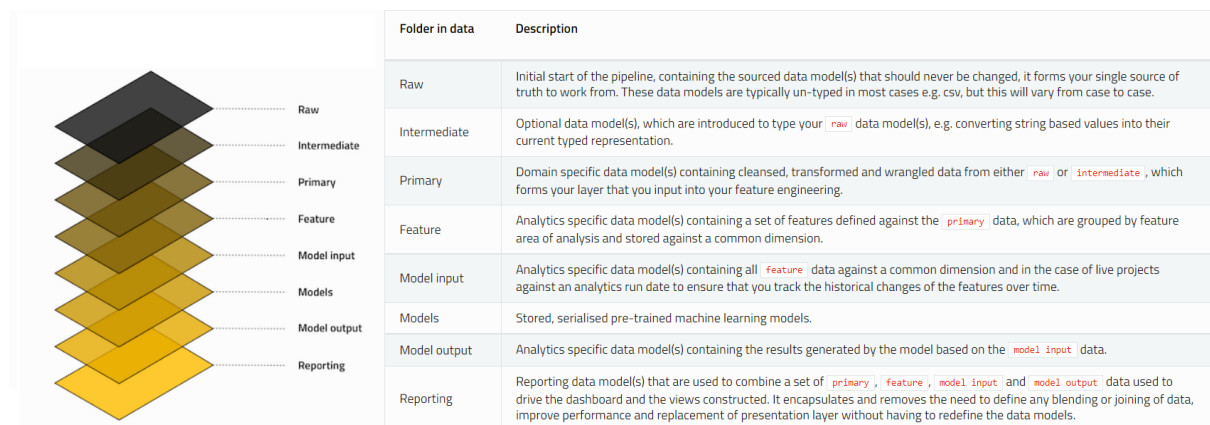 Raw
Intermediate
Primary
Feature
Model input
Models
Model output
Reporting
Folder in data Description
Raw Initial start of the pipeline, containing the sourced data model(s) that should never be changed, it forms your single source of
truth to work from. These data models are typically un-typed in most cases e.g. csv, but this will vary from case to case.
Intermediate Optional data model(s), which are introduced to type your raw data model(s), e.g. converting string based values into their
current typed representation.
Primary Domain specific data model(s) containing cleansed, transformed and wrangled data from either raw or intermediate, which
forms your layer that you input into your feature engineering.
Feature Analytics specific data model(s) containing a set of features defined against the primary data, which are grouped by feature
area of analysis and stored against a common dimension.
Model input Analytics specific data model(s) containing all feature data against a common dimension and in the case of live projects
against an analytics run date to ensure that you track the historical changes of the features over time.
Models Stored, serialised pre-trained machine learning models.
Model output Analytics specific data model(s) containing the results generated by the model based on the model input data.
Reporting Reporting data model(s) that are used to combine a set of primary, feature, model input and model output data used to
drive the dashboard and the views constructed. It encapsulates and removes the need to define any blending or joining of data,
improve performance and replacement of presentation layer without having to redefine the data models.